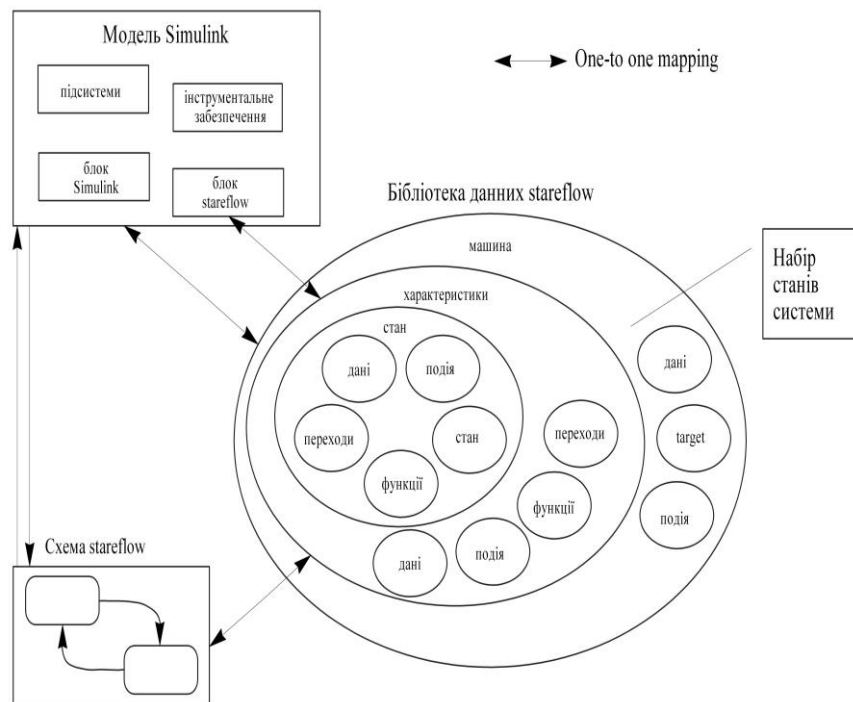 Модель Simulink
One-to one mapping
підсистеми
інструментальне
забезпечення
блок
Simulink
блок
stareflow
Бібліотека данних stareflow
машина
Набір
станів
системи
характеристики
стан
дані
подія
дані
переходи
стан
переходи
target
функції
функції
подія
Схема stareflow
подія
дані